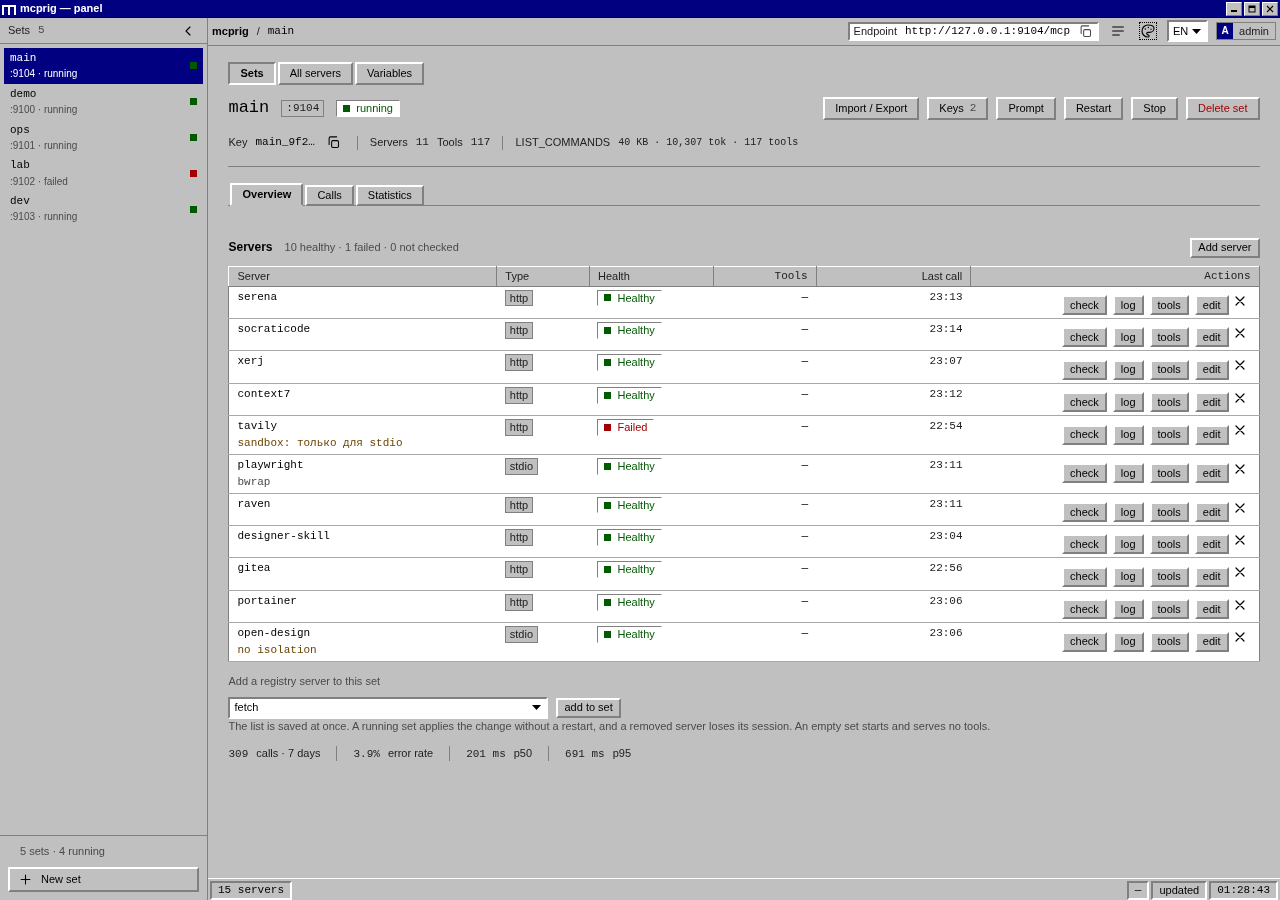 mcprig — panel
Sets 5
mcprig / main
Endpoint http://127.0.0.1:9104/mcp
EN
A admin
main
:9104 · running
demo
:9100 · running
ops
:9101 · running
lab
:9102 · failed
dev
:9103 · running
5 sets · 4 running
New set
Sets All servers Variables
main :9104 running
Import / Export Keys 2 Prompt Restart Stop Delete set
Key main_9f2… Servers 11 Tools 117 LIST_COMMANDS 40 KB · 10,307 tok · 117 tools
Overview Calls Statistics
Servers 10 healthy · 1 failed · 0 not checked Add server
Server Type Health Tools Last call Actions
serena http Healthy — 23:13 check log tools edit
socraticode http Healthy — 23:14 check log tools edit
xerj http Healthy — 23:07 check log tools edit
context7 http Healthy — 23:12 check log tools edit
tavily http Failed — 22:54 check log tools edit
sandbox: только для stdio
playwright stdio Healthy — 23:11 check log tools edit
bwrap
raven http Healthy — 23:11 check log tools edit
designer-skill http Healthy — 23:04 check log tools edit
gitea http Healthy — 22:56 check log tools edit
portainer http Healthy — 23:06 check log tools edit
open-design stdio Healthy — 23:06 check log tools edit
no isolation
Add a registry server to this set
fetch add to set
The list is saved at once. A running set applies the change without a restart, and a removed server loses its session. An empty set starts and serves no tools.
309 calls · 7 days 3.9% error rate 201 ms p50 691 ms p95
15 servers — updated 01:28:43